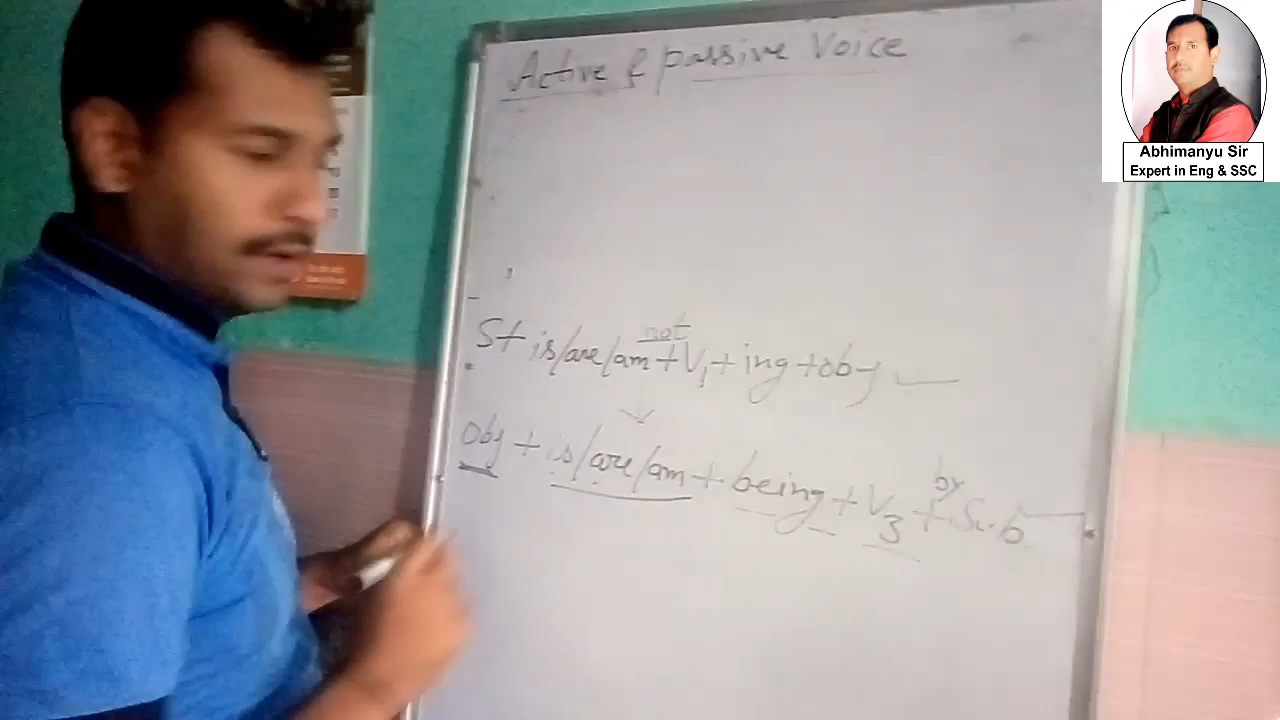 Active & passive Voice
not
S+ is/are/am + V1 + ing + obj
Obj + is/are/am + being + V3 + by Sub
Abhimanyu Sir
Expert in Eng & SSC